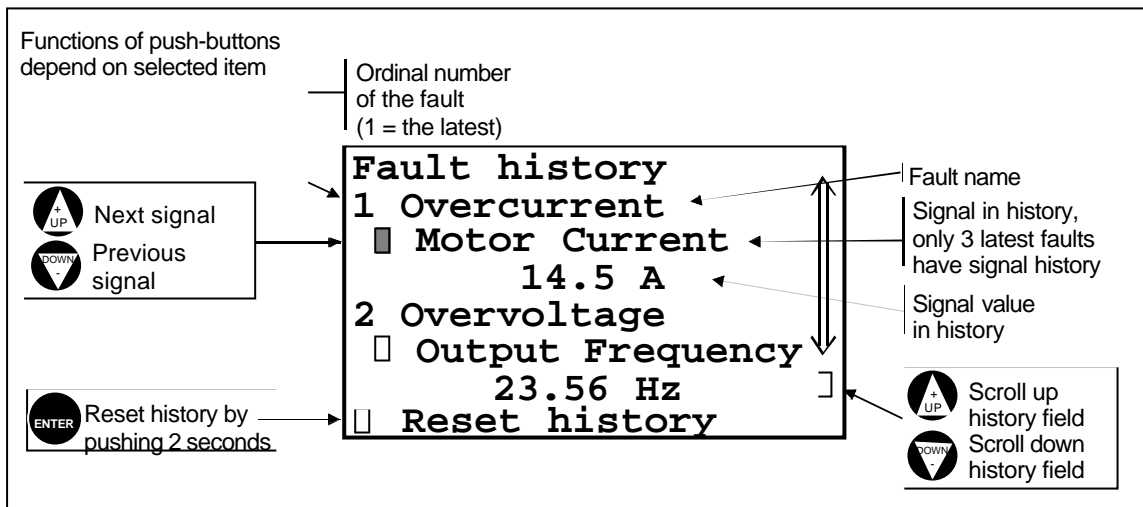 Functions of push-buttons
depend on selected item
Ordinal number
of the fault
(1 = the latest)
+
UP
Next signal
DOWN
-
Previous
signal
ENTER
Reset history by
pushing 2 seconds
Fault history
1 Overcurrent
Motor Current
14.5 A
2 Overvoltage
Output Frequency
23.56 Hz
Reset history
Fault name
Signal in history,
only 3 latest faults
have signal history
Signal value
in history
+
UP
Scroll up
history field
DOWN
-
Scroll down
history field